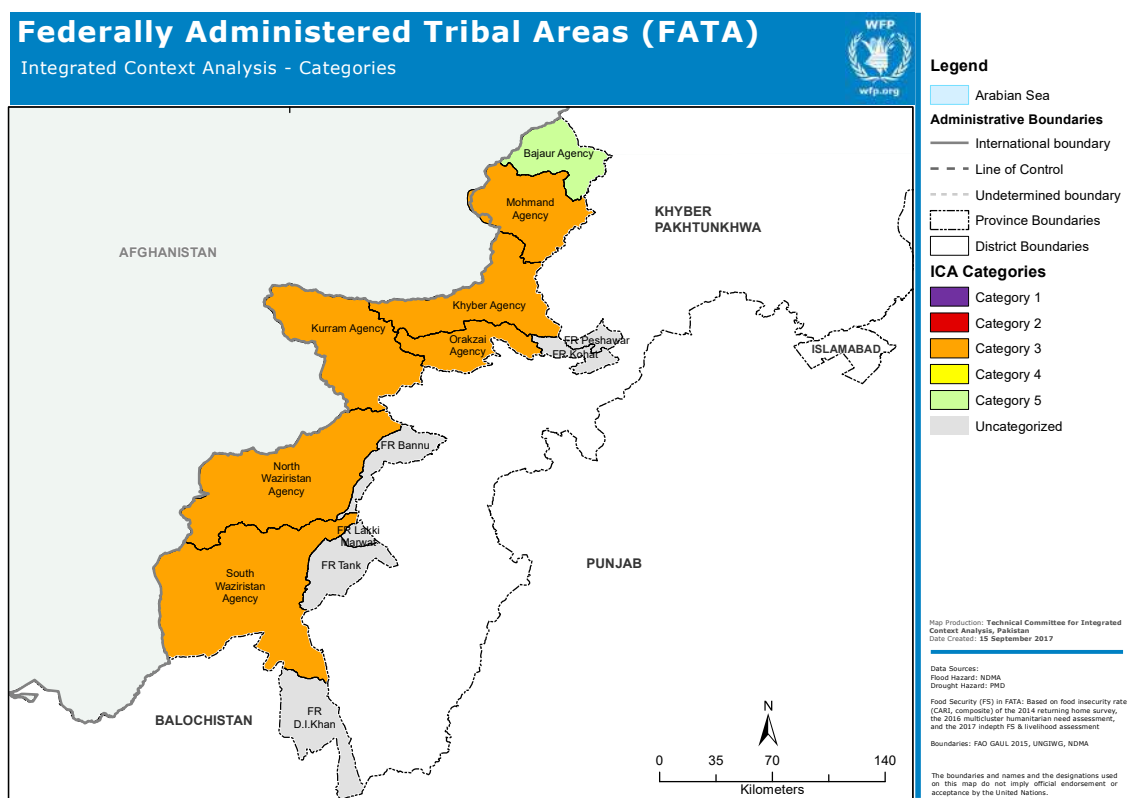 Federally Administered Tribal Areas (FATA)
Integrated Context Analysis - Categories
WFP
wfp.org
Bajaur Agency
Mohmand
Agency
KHYBER
PAKHTUNKHWA
AFGHANISTAN
Khyber Agency
Kurram Agency
Orakzai
Agency
FR Peshawar
FR Kohat
ISLAMABAD
FR Bannu
North
Waziristan
Agency
FR Lakki
Marwat
FR Tank
PUNJAB
South
Waziristan
Agency
FR
D.I.Khan
BALOCHISTAN
N
0 35 70 140
Kilometers
Legend
Arabian Sea
Administrative Boundaries
International boundary
Line of Control
Undetermined boundary
Province Boundaries
District Boundaries
ICA Categories
Category 1
Category 2
Category 3
Category 4
Category 5
Uncategorized
Map Production: Technical Committee for Integrated
Context Analysis, Pakistan
Date Created: 15 September 2017
Data Sources:
Flood Hazard: NDMA
Drought Hazard: PMD
Food Security (FS) in FATA: Based on food insecurity rate
(CARI, composite) of the 2014 returning home survey,
the 2016 multicluster humanitarian need assessment,
and the 2017 indepth FS & livelihood assessment
Boundaries: FAO GAUL 2015, UNGIWG, NDMA
The boundaries and names and the designations used
on this map do not imply official endorsement or
acceptance by the United Nations.